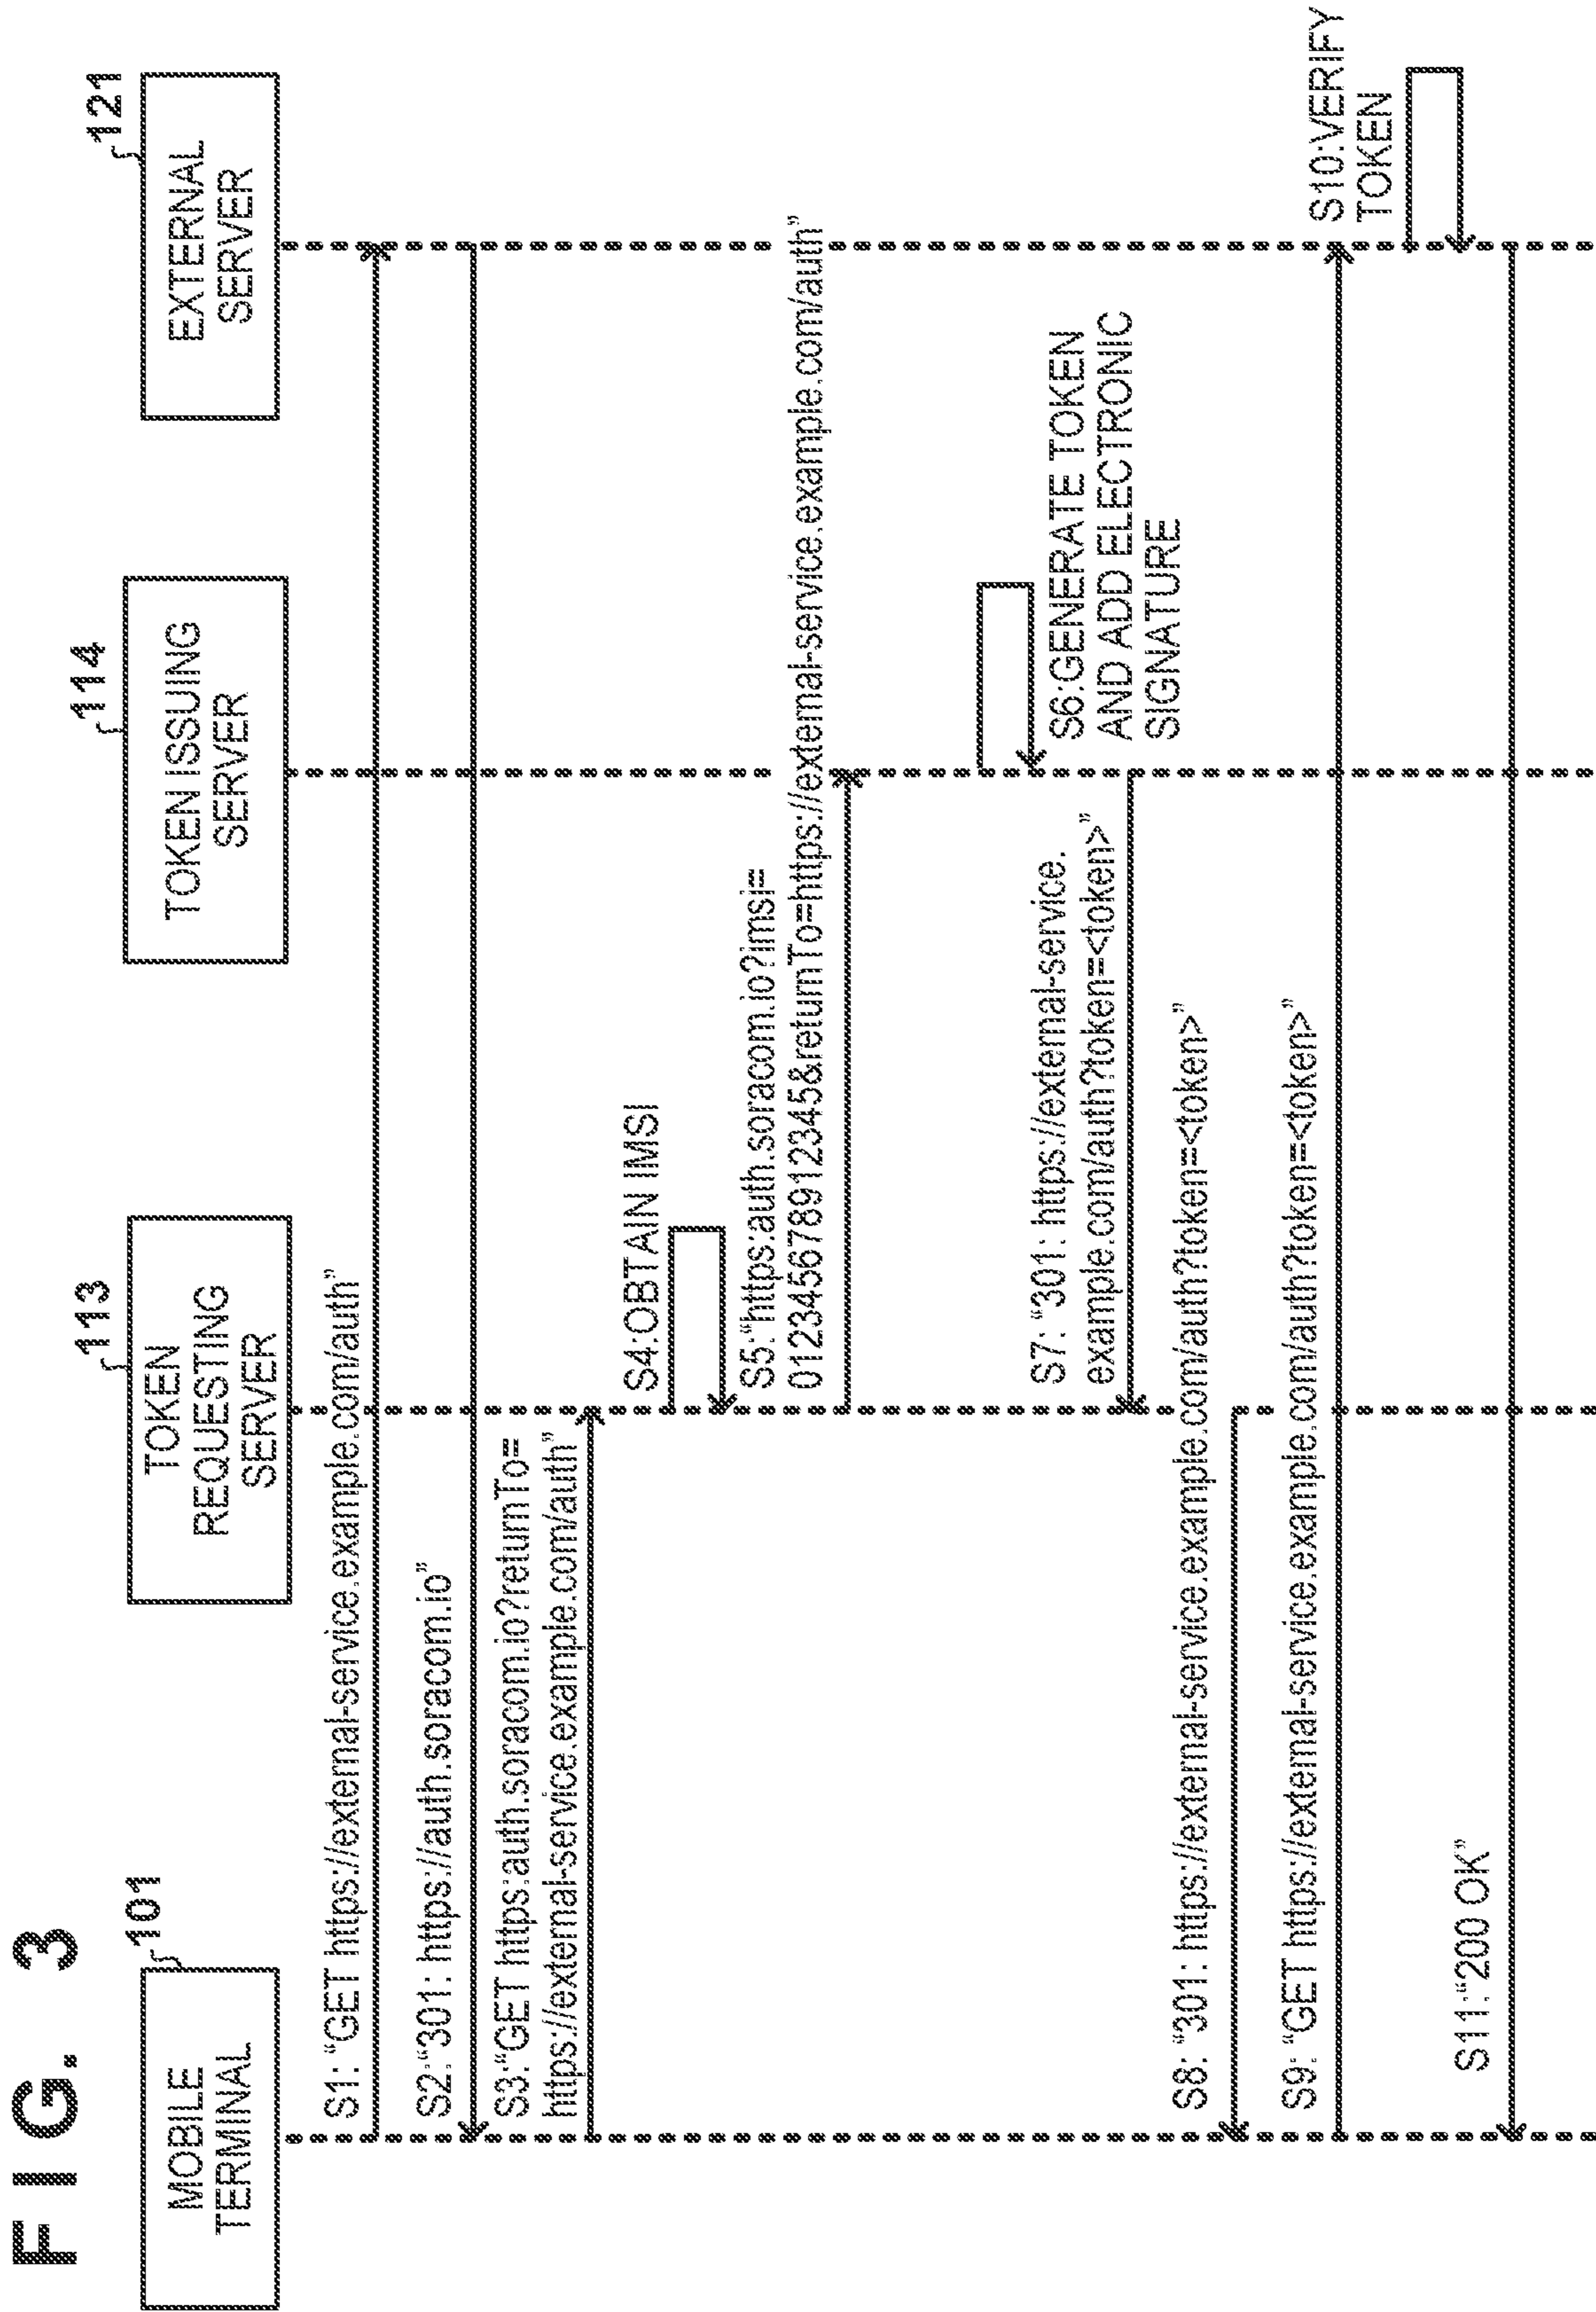 FIG. 3
101
MOBILE
TERMINAL
113
TOKEN
REQUESTING
SERVER
114
TOKEN ISSUING
SERVER
121
EXTERNAL
SERVER
S1: “GET https://external-service.example.com/auth”
S2:“301: https://auth.soracom.io”
S3:“GET https:auth.soracom.io?returnTo=
https://external-service.example.com/auth”
S4:OBTAIN IMSI
S5:“https:auth.soracom.io?imsi=
012345678912345&returnTo=https://external-service.example.com/auth”
S6:GENERATE TOKEN
AND ADD ELECTRONIC
SIGNATURE
S7: “301: https://external-service.
example.com/auth?token=<token>”
S8: “301: https://external-service.example.com/auth?token=<token>”
S9: “GET https://external-service.example.com/auth?token=<token>”
S10:VERIFY
TOKEN
S11:“200 OK”